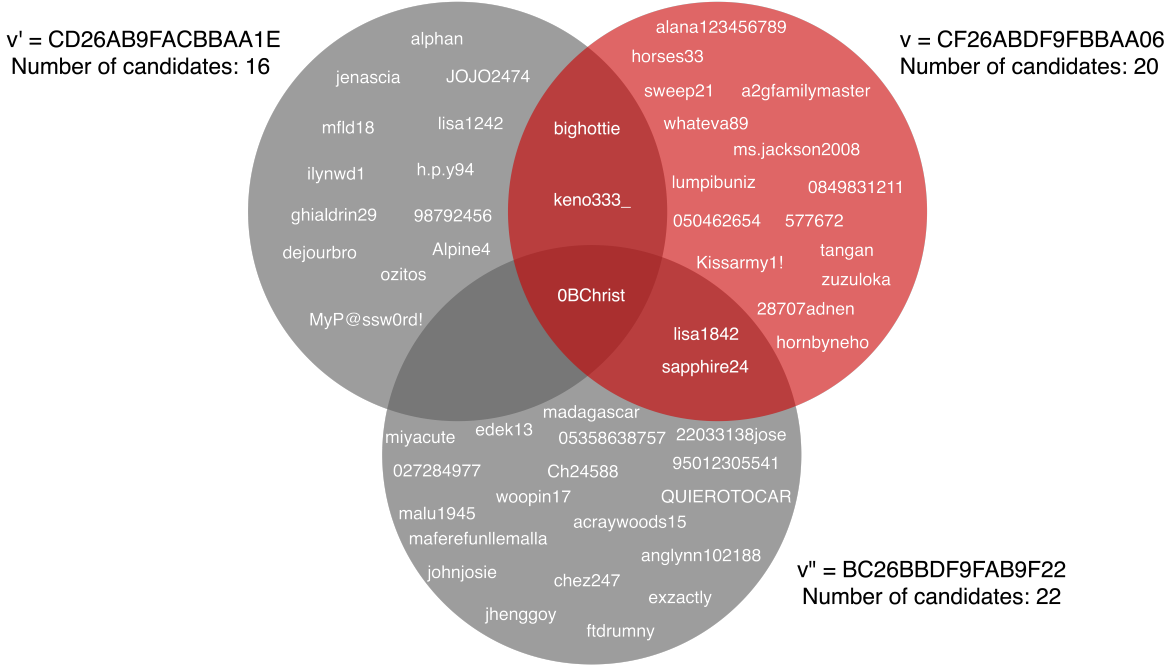 v' = CD26AB9FACBBAA1E
Number of candidates: 16
v = CF26ABDF9FBBAA06
Number of candidates: 20
alphan
jenascia
JOJO2474
mfld18
lisa1242
ilynwd1
h.p.y94
ghialdrin29
98792456
dejourbro
Alpine4
ozitos
MyP@ssw0rd!
bighottie
keno333_
0BChrist
alana123456789
horses33
sweep21
a2gfamilymaster
whateva89
ms.jackson2008
lumpibuniz
0849831211
050462654
577672
tangan
Kissarmy1!
zuzuloka
28707adnen
hornbyneho
lisa1842
sapphire24
madagascar
miyacute
edek13
05358638757
22033138jose
027284977
Ch24588
95012305541
woopin17
QUIEROTOCAR
malu1945
acraywoods15
maferefunllemalla
anglynn102188
johnjosie
chez247
exzactly
jhenggoy
ftdrumny
v" = BC26BBDF9FAB9F22
Number of candidates: 22